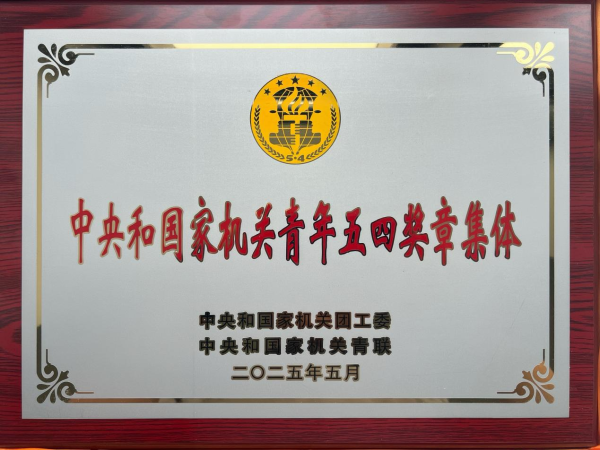 5·4
中央和国家机关青年五四奖章集体
中央和国家机关团工委
中央和国家机关青联
二〇二五年五月